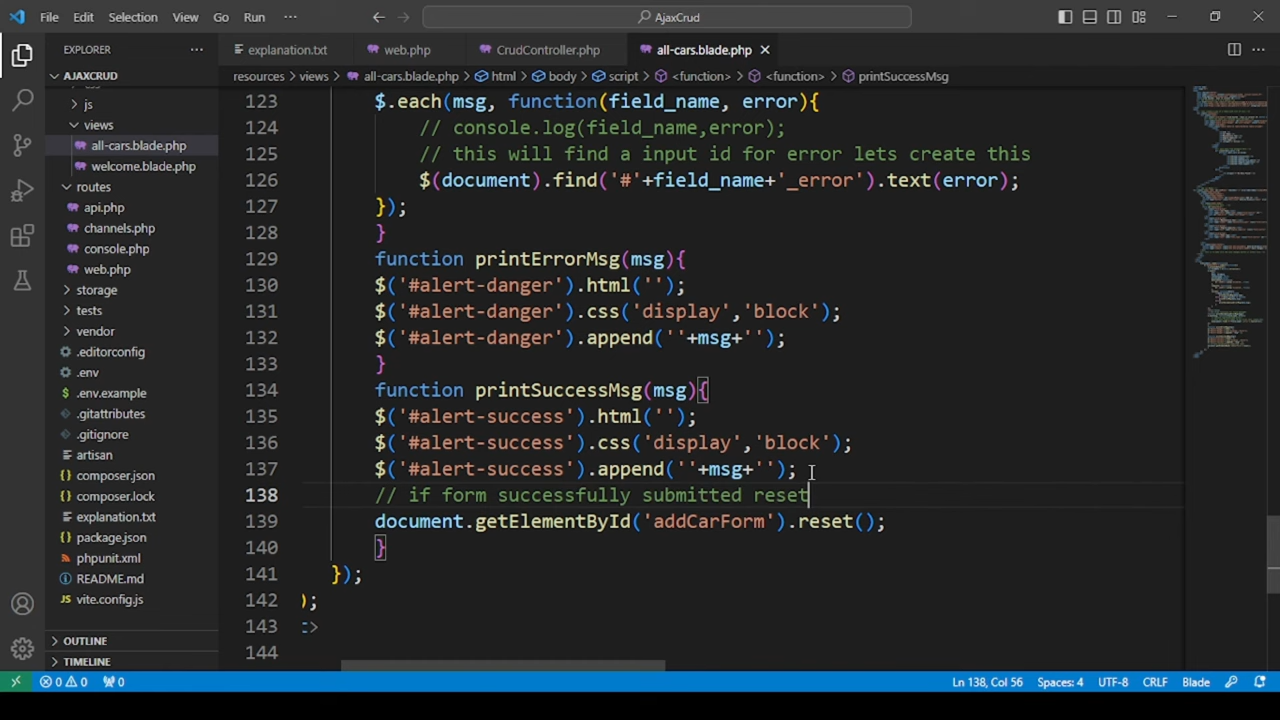 File Edit Selection View Go Run ··· AjaxCrud
EXPLORER ···
explanation.txt web.php CrudController.php all-cars.blade.php
AJAXCRUD
resources > views > all-cars.blade.php > html > body > script > <function> > <function> > printSuccessMsg
js
views
all-cars.blade.php
welcome.blade.php
routes
api.php
channels.php
console.php
web.php
storage
tests
vendor
.editorconfig
.env
.env.example
.gitattributes
.gitignore
artisan
composer.json
composer.lock
explanation.txt
package.json
phpunit.xml
README.md
vite.config.js
OUTLINE
TIMELINE
123 $.each(msg, function(field_name, error){
124 // console.log(field_name,error);
125 // this will find a input id for error lets create this
126 $(document).find('#'+field_name+'_error').text(error);
127 });
128 }
129 function printErrorMsg(msg){
130 $('#alert-danger').html('');
131 $('#alert-danger').css('display','block');
132 $('#alert-danger').append(''+msg+'');
133 }
134 function printSuccessMsg(msg){
135 $('#alert-success').html('');
136 $('#alert-success').css('display','block');
137 $('#alert-success').append(''+msg+'');
138 // if form successfully submitted reset
139 document.getElementById('addCarForm').reset();
140 }
141 });
142 );
143 >
144
0 0 0 Ln 138, Col 56 Spaces: 4 UTF-8 CRLF Blade